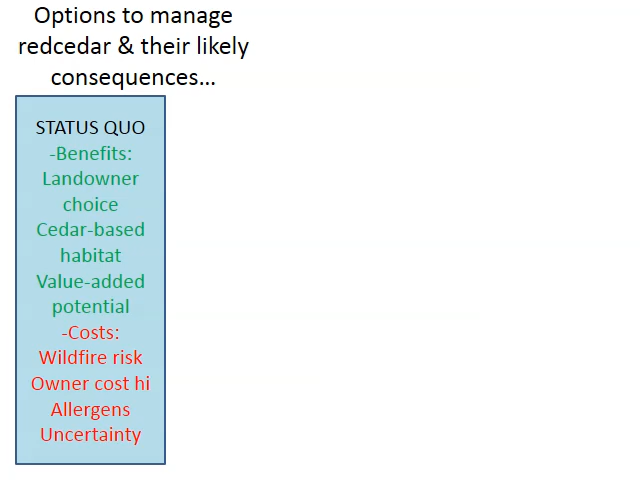 Options to manage
redcedar & their likely
consequences...
STATUS QUO
-Benefits:
Landowner
choice
Cedar-based
habitat
Value-added
potential
-Costs:
Wildfire risk
Owner cost hi
Allergens
Uncertainty